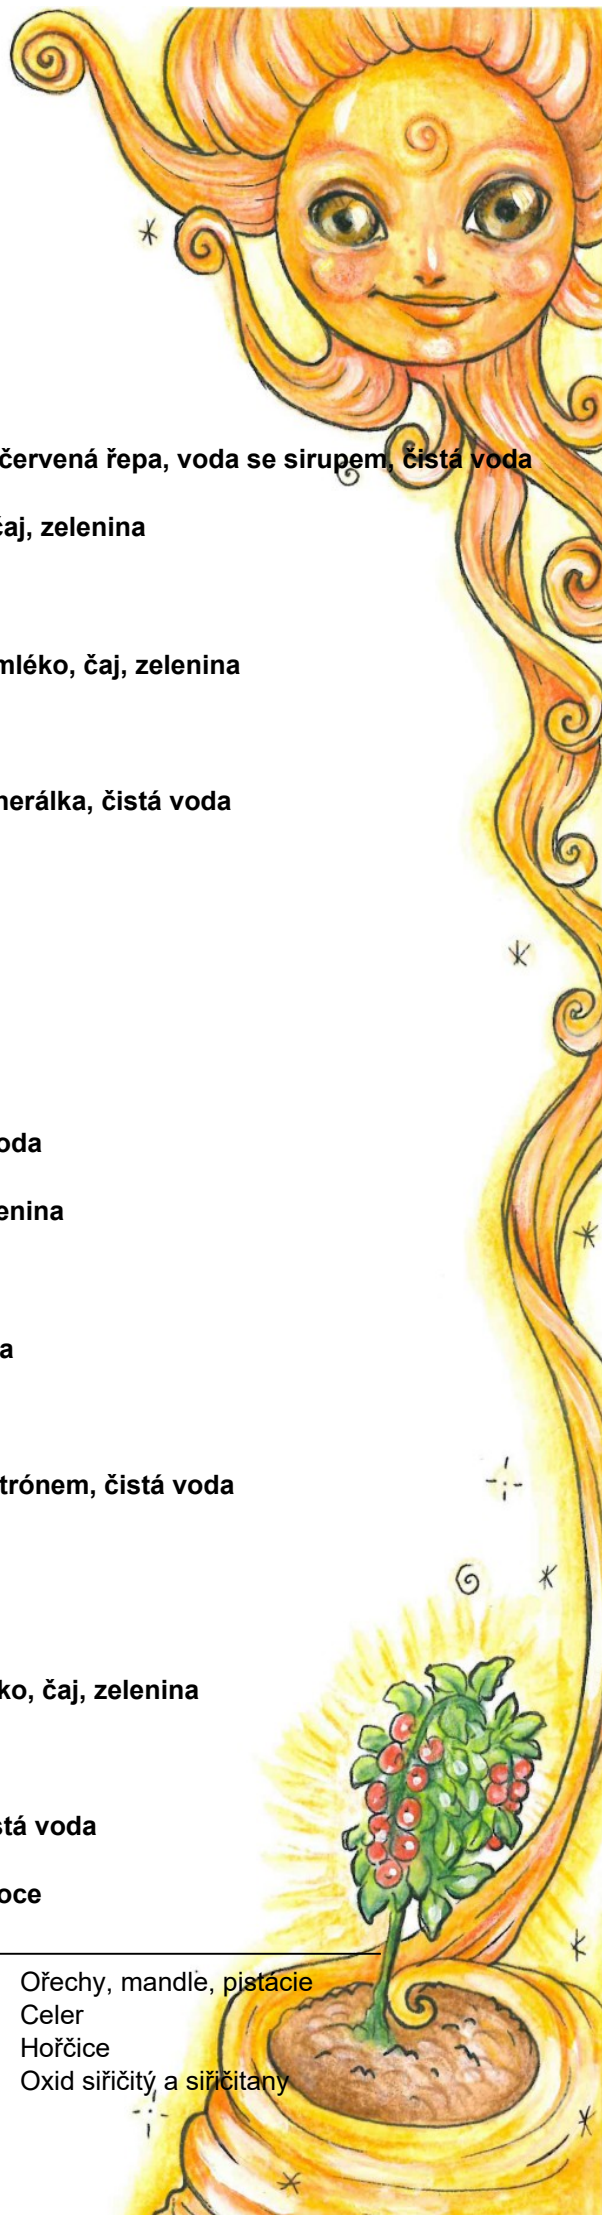 červená řepa, voda se sirupem, čistá voda
čaj, zelenina
mléko, čaj, zelenina
nerálka, čistá voda
oda
enina
a
trónem, čistá voda
ko, čaj, zelenina
stá voda
oce
Ořechy, mandle, pistácie
Celer
Hořčice
Oxid siřičitý a siřičitany